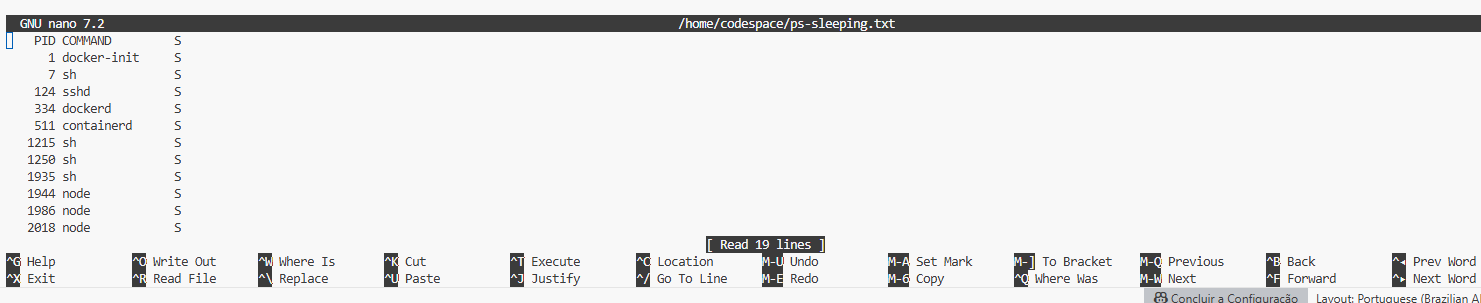 GNU nano 7.2 /home/codespace/ps-sleeping.txt
PID COMMAND S
1 docker-init S
7 sh S
124 sshd S
334 dockerd S
511 containerd S
1215 sh S
1250 sh S
1935 sh S
1944 node S
1986 node S
2018 node S
[ Read 19 lines ]
^G Help ^O Write Out ^W Where Is ^K Cut ^T Execute ^C Location M-U Undo M-A Set Mark M-] To Bracket M-Q Previous ^B Back ^◂ Prev Word
^X Exit ^R Read File ^\ Replace ^U Paste ^J Justify ^/ Go To Line M-E Redo M-6 Copy ^Q Where Was M-W Next ^F Forward ^▸ Next Word
Concluir a Configuração Layout: Portuguese (Brazilian A